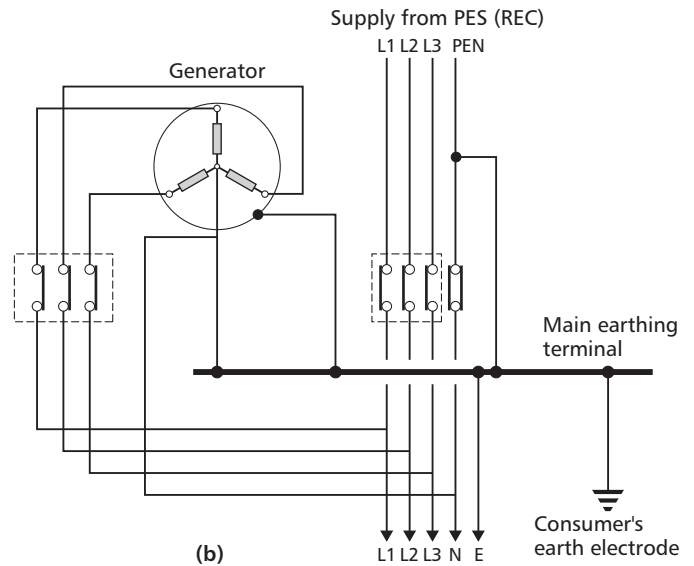 Supply from PES (REC)
L1 L2 L3 PEN
Generator
Main earthing
terminal
Consumer's
earth electrode
(b)
L1 L2 L3 N E